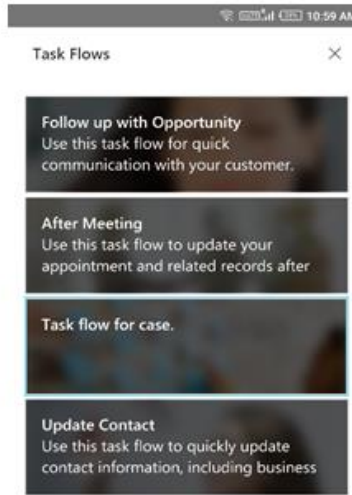 10:59 AM
Task Flows
Follow up with Opportunity
Use this task flow for quick
communication with your customer.
After Meeting
Use this task flow to update your
appointment and related records after
Task flow for case.
Update Contact
Use this task flow to quickly update
contact information, including business